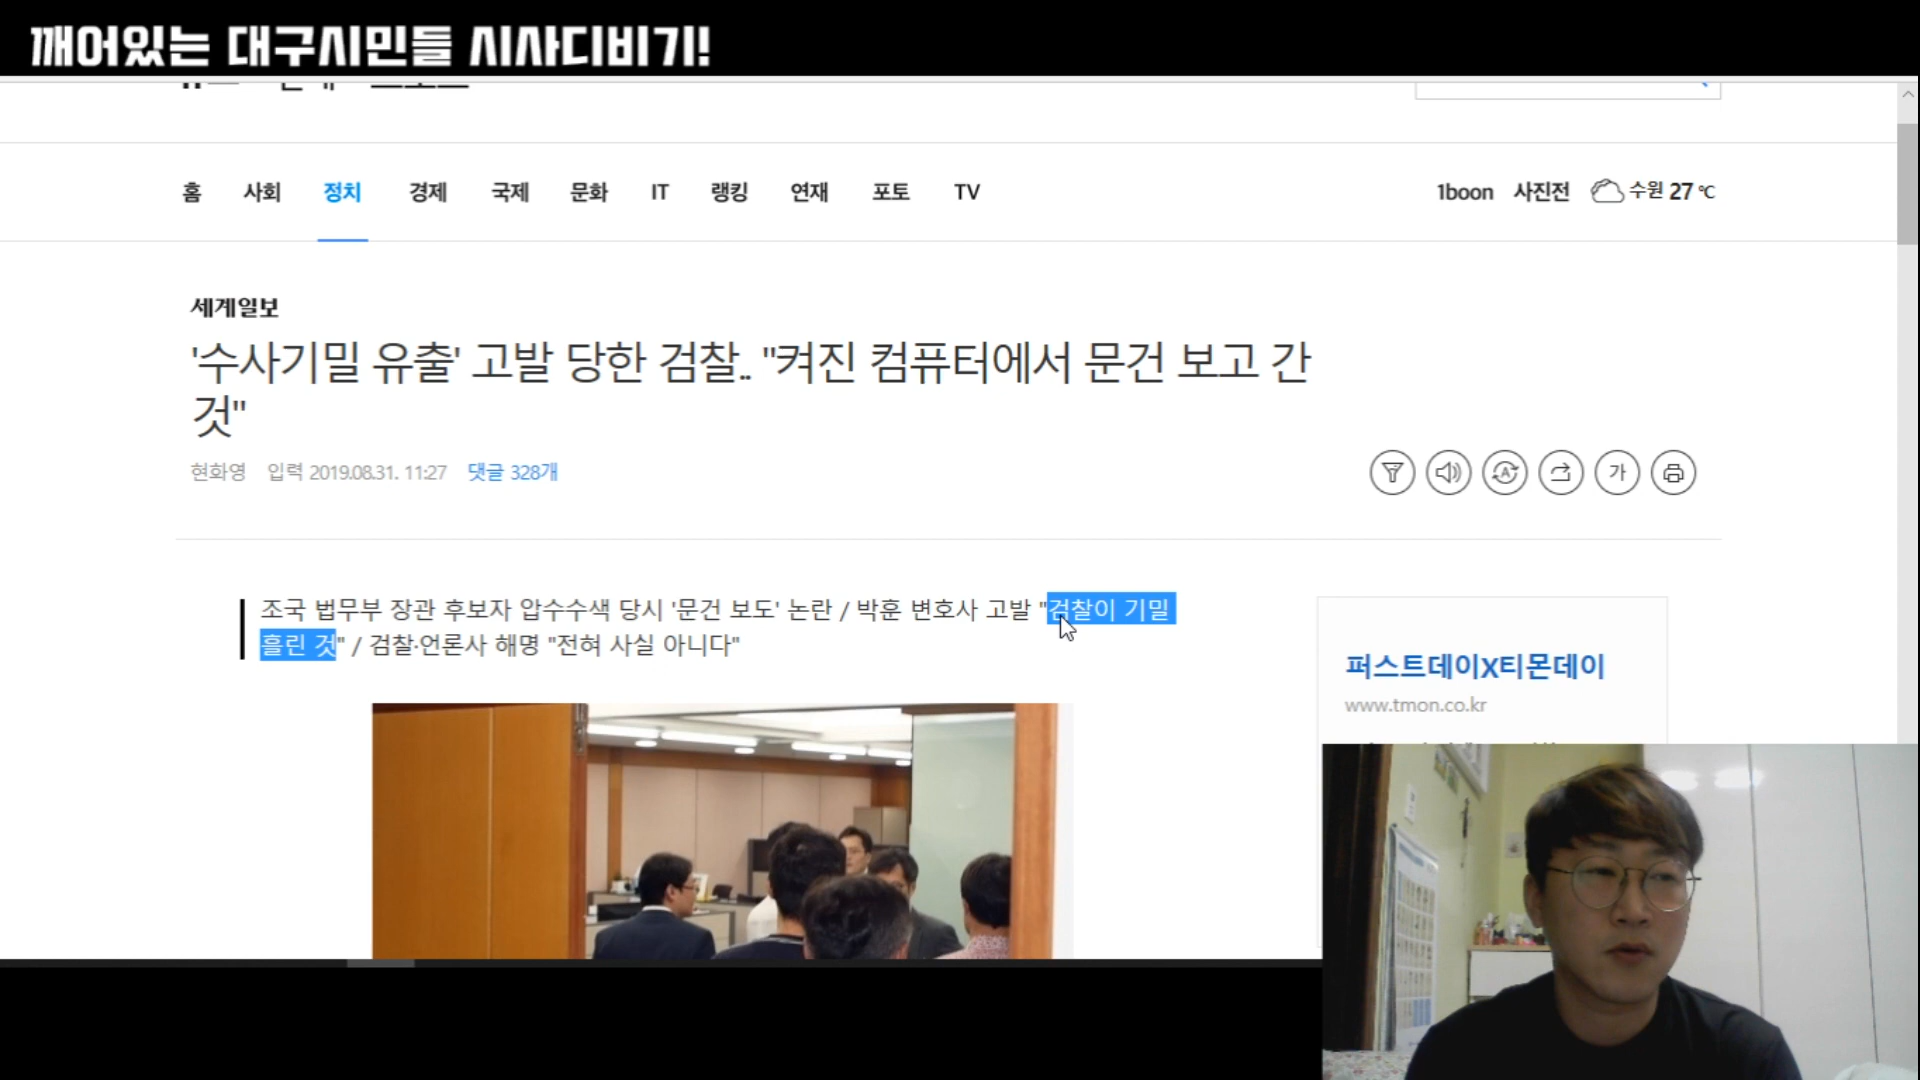 깨어있는 대구시민들 시사디비기!
홈 사회 정치 경제 국제 문화 IT 랭킹 연재 포토 TV
1boon 사진전 수원 27 ℃
세계일보
'수사기밀 유출' 고발 당한 검찰.. "켜진 컴퓨터에서 문건 보고 간
것"
현화영 입력 2019.08.31. 11:27 댓글 328개
가
조국 법무부 장관 후보자 압수수색 당시 '문건 보도' 논란 / 박훈 변호사 고발 "검찰이 기밀
흘린 것" / 검찰·언론사 해명 "전혀 사실 아니다"
퍼스트데이X티몬데이
www.tmon.co.kr